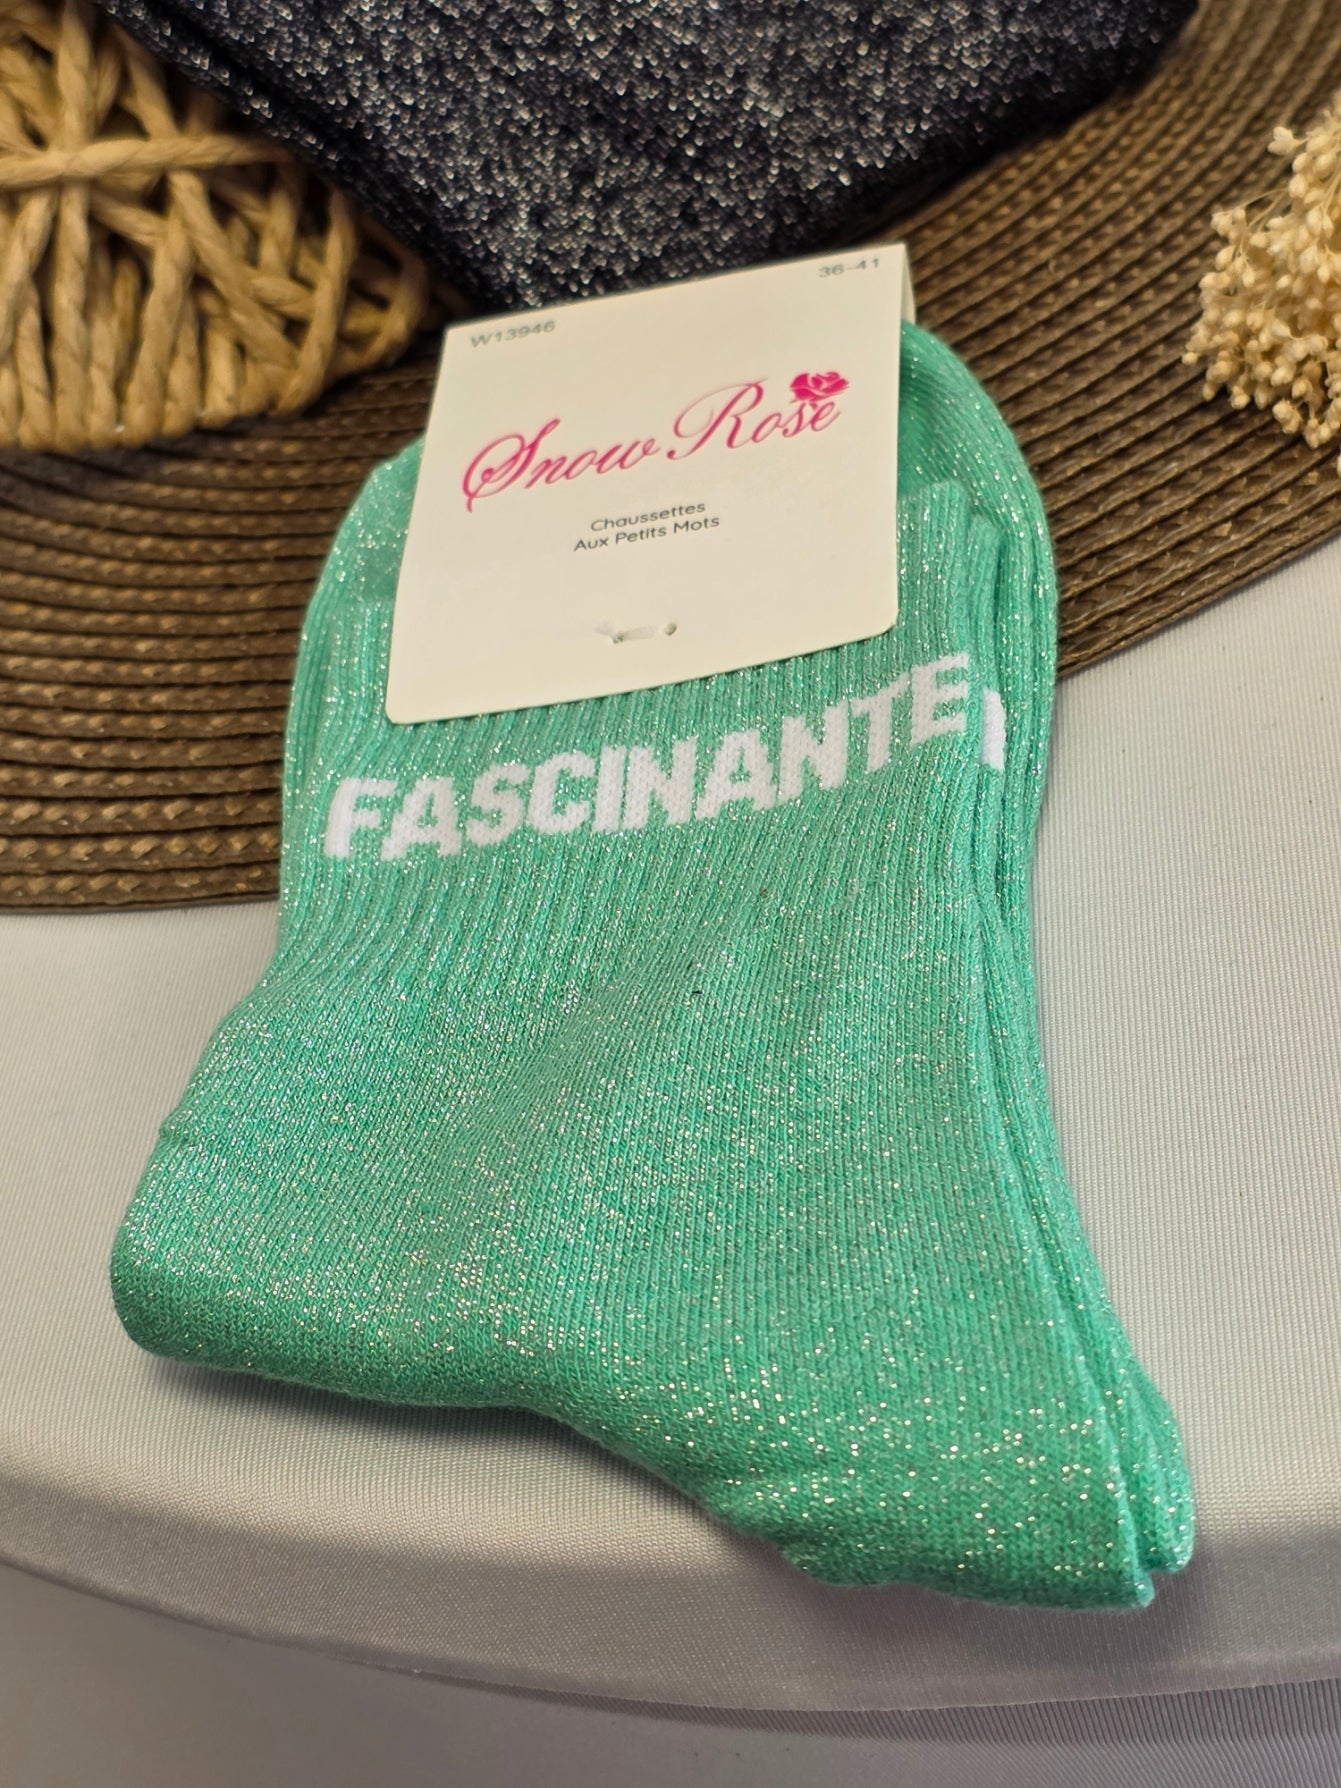 W13946
36-41
Snow Rose
Chaussettes
Aux Petits Mots
FASCINANTE